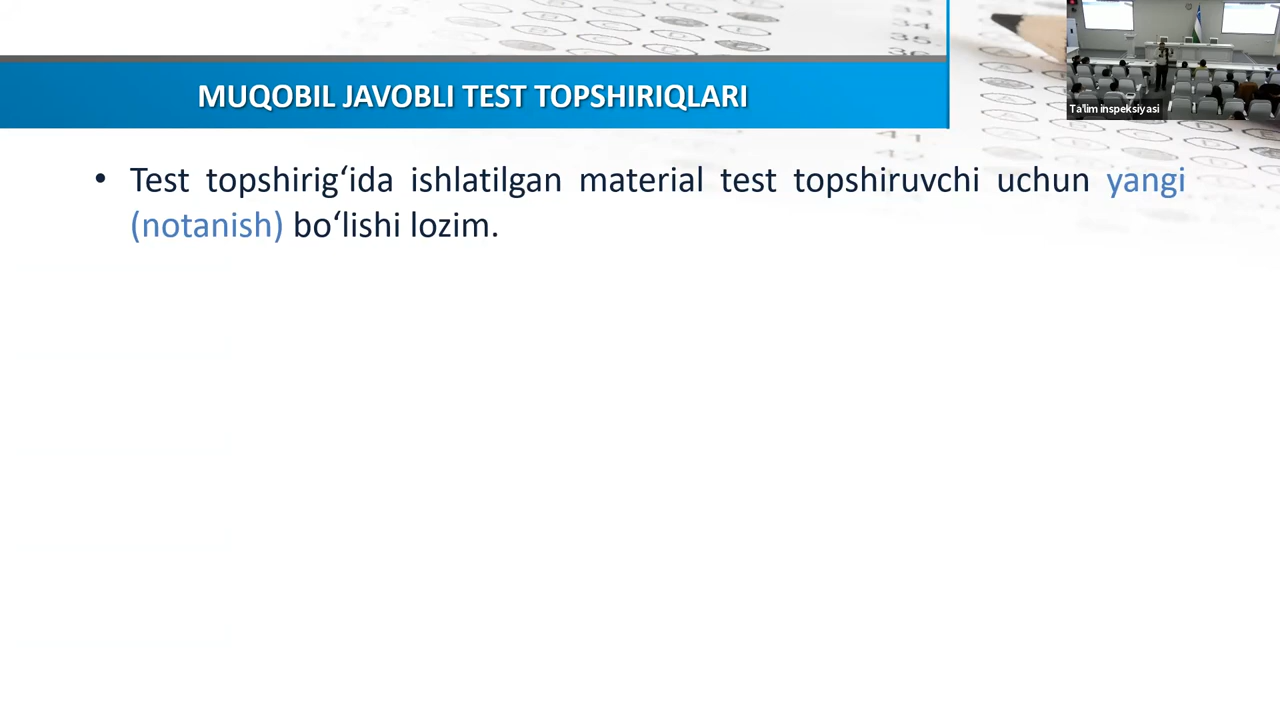 MUQOBIL JAVOBLI TEST TOPSHIRIQLARI
Ta'lim inspeksiyasi
• Test topshirig‘ida ishlatilgan material test topshiruvchi uchun yangi
(notanish) bo‘lishi lozim.